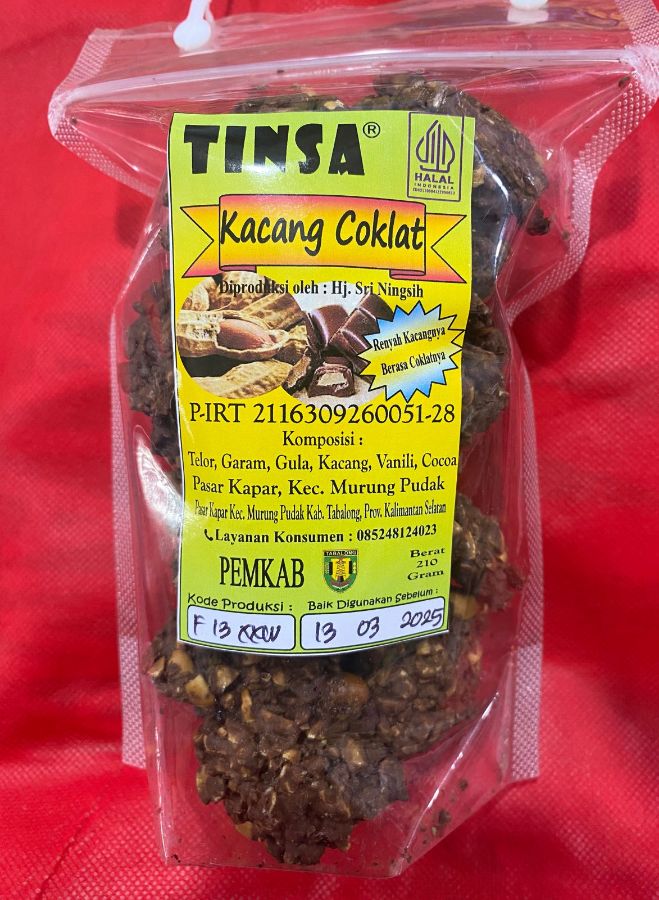 TINSA®
HALAL
INDONESIA
Kacang Coklat
Diproduksi oleh : Hj. Sri Ningsih
Renyah Kacangnya
Berasa Coklatnya
P-IRT 2116309260051-28
Komposisi :
Telor, Garam, Gula, Kacang, Vanili, Cocoa
Pasar Kapar, Kec. Murung Pudak
Pasar Kapar Kec. Murung Pudak Kab. Tabalong, Prov. Kalimantan Selatan
Layanan Konsumen : 085248124023
PEMKAB
TABALONG
Berat
210
Gram
Kode Produksi :
F 13
Baik Digunakan Sebelum :
13 03 2025